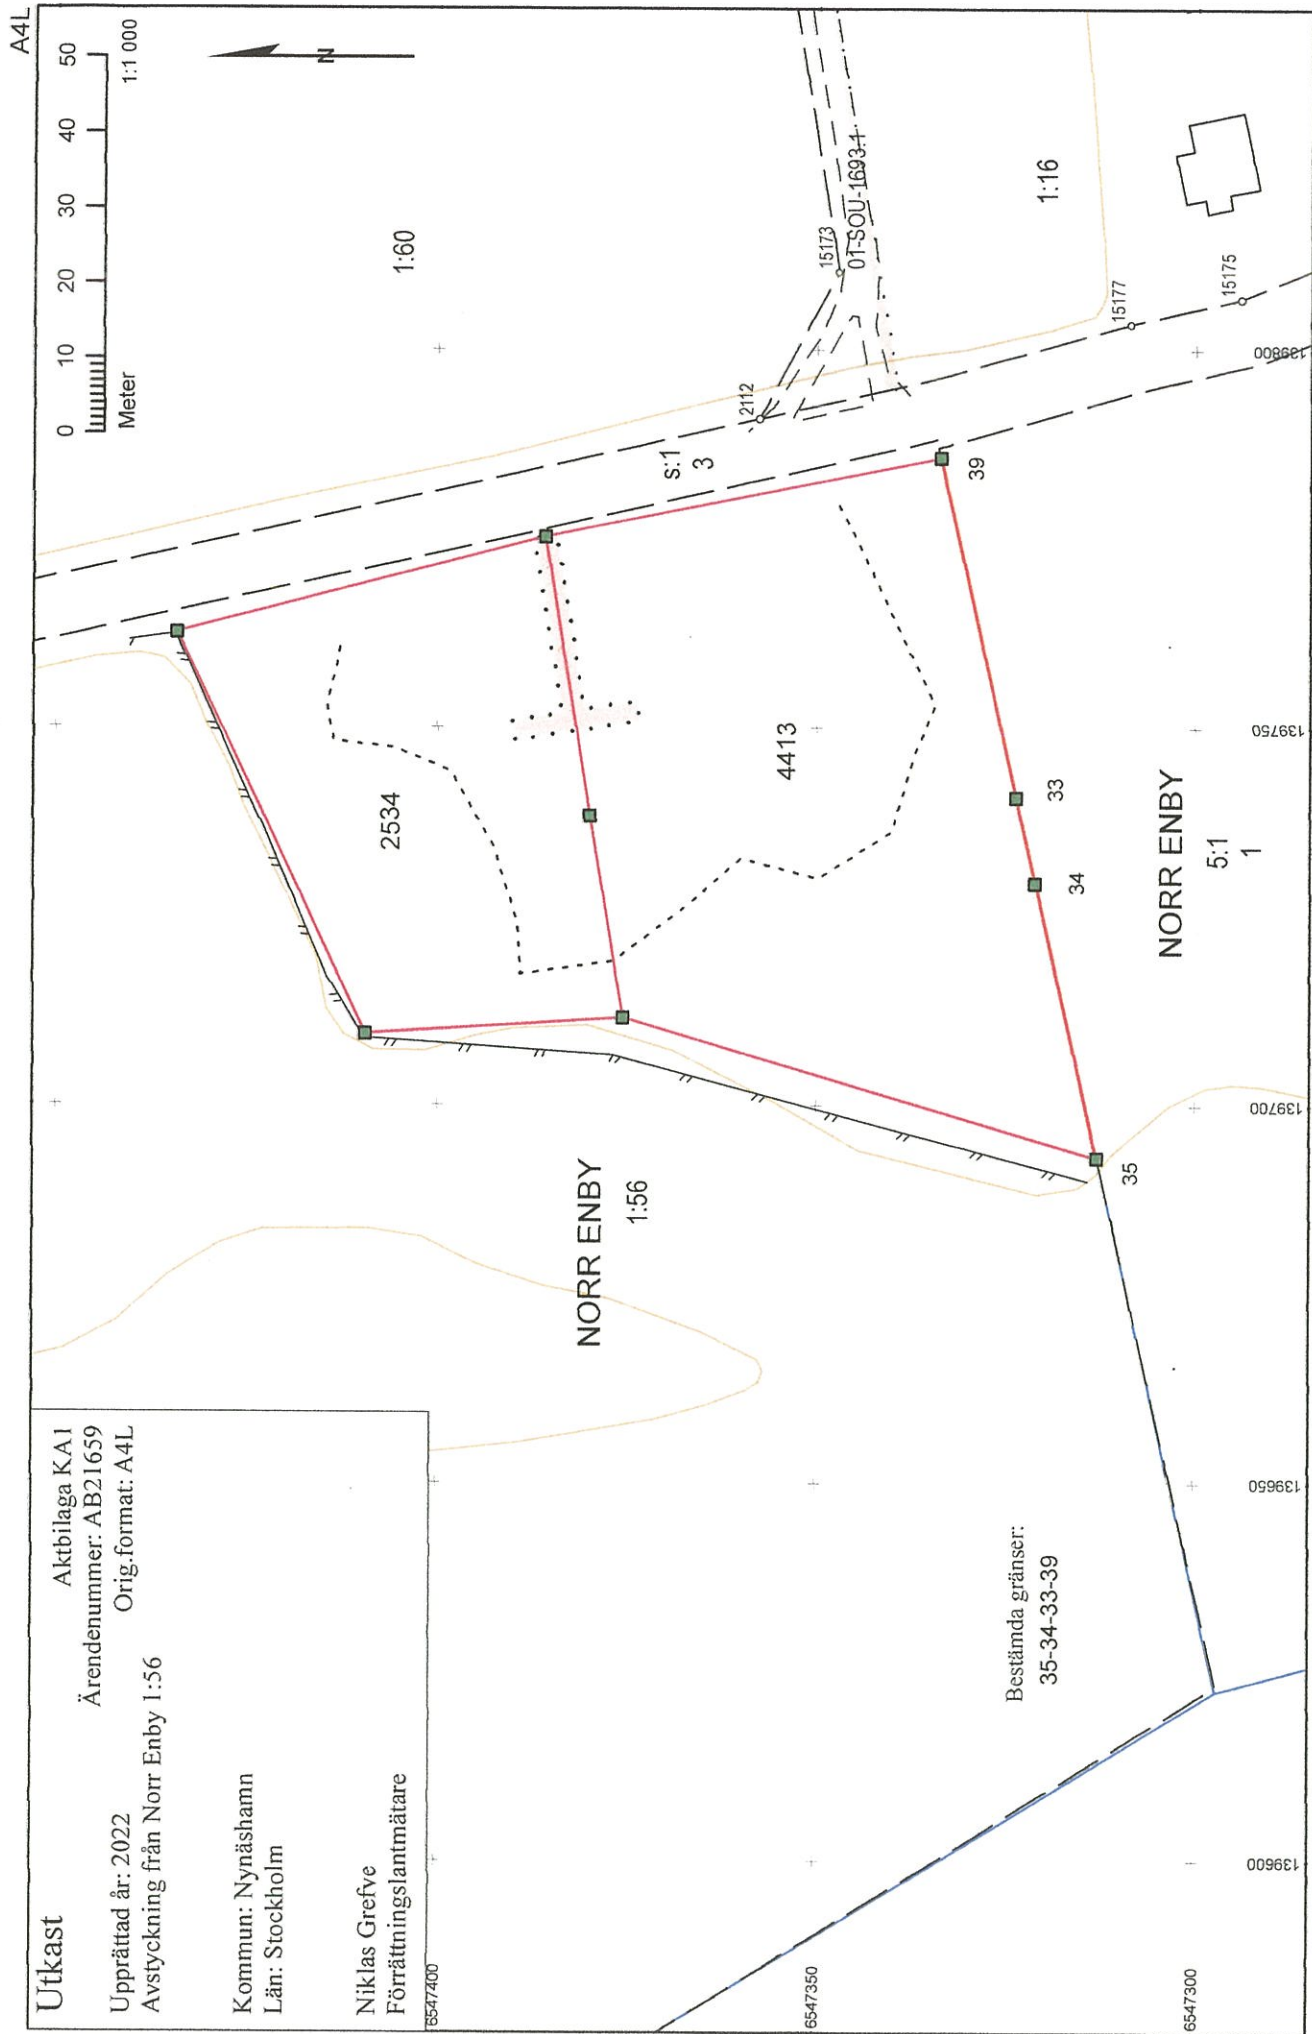 A4L
Utkast
Aktbilaga KA1
Ärendenummer: AB21659
Upprättad år: 2022
Orig.format: A4L
Avstyckning från Norr Enby 1:56
Kommun: Nynäshamn
Län: Stockholm
Niklas Grefve
Förrättningslantmätare
0 10 20 30 40 50
Meter
1:1 000
N
1:60
s:1
3
2112
15173
01-SOU-1693.1
1:16
15177
15175
2534
4413
39
33
34
35
NORR ENBY
1:56
NORR ENBY
5:1
1
Bestämda gränser:
35-34-33-39
6547400
6547350
6547300
139600
139650
139700
139750
139800